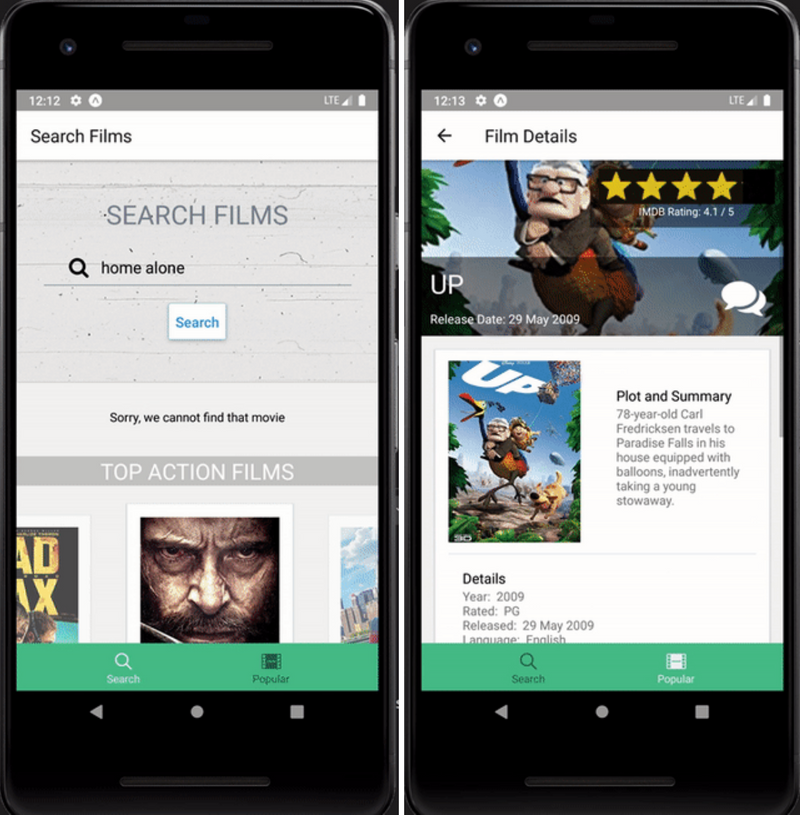 12:12
LTE
Search Films
SEARCH FILMS
home alone
Search
Sorry, we cannot find that movie
TOP ACTION FILMS
AD
AX
Search
Popular
12:13
LTE
Film Details
IMDB Rating: 4.1 / 5
UP
Release Date: 29 May 2009
UP
3D
Plot and Summary
78-year-old Carl
Fredricksen travels to
Paradise Falls in his
house equipped with
balloons, inadvertently
taking a young
stowaway.
Details
Year: 2009
Rated: PG
Released: 29 May 2009
Language: English
Search
Popular